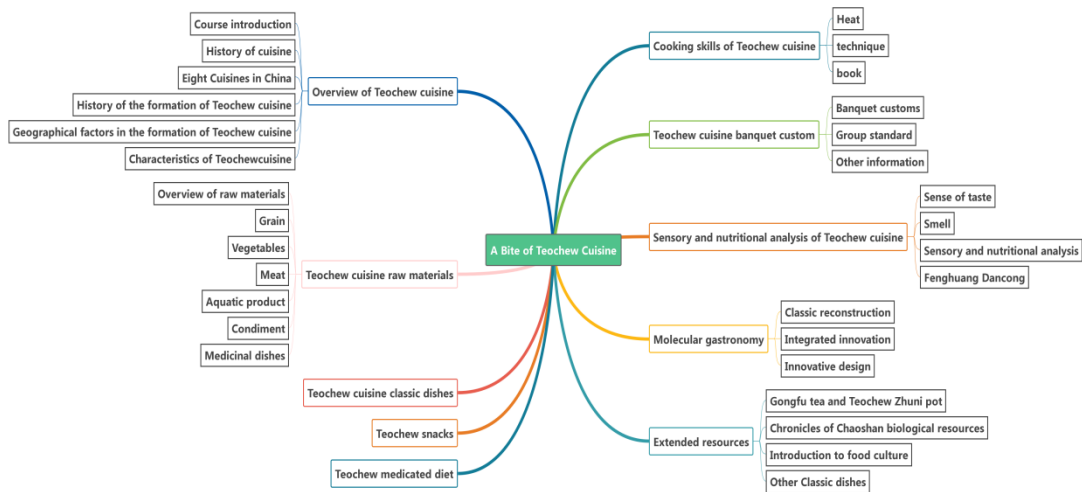 Course introduction
History of cuisine
Eight Cuisines in China
History of the formation of Teochew cuisine
Geographical factors in the formation of Teochew cuisine
Characteristics of Teochewcuisine
Overview of Teochew cuisine
Overview of raw materials
Grain
Vegetables
Meat
Aquatic product
Condiment
Medicinal dishes
Teochew cuisine raw materials
Teochew cuisine classic dishes
Teochew snacks
Teochew medicated diet
A Bite of Teochew Cuisine
Cooking skills of Teochew cuisine
Heat
technique
book
Teochew cuisine banquet custom
Banquet customs
Group standard
Other information
Sensory and nutritional analysis of Teochew cuisine
Sense of taste
Smell
Sensory and nutritional analysis
Fenghuang Dancong
Molecular gastronomy
Classic reconstruction
Integrated innovation
Innovative design
Extended resources
Gongfu tea and Teochew Zhuni pot
Chronicles of Chaoshan biological resources
Introduction to food culture
Other Classic dishes